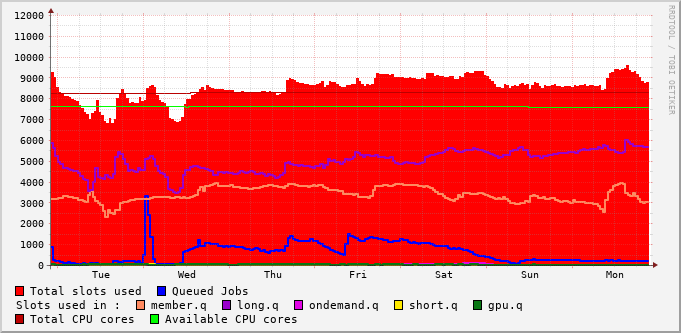 12000
11000
10000
9000
8000
7000
6000
5000
4000
3000
2000
1000
0
Tue Wed Thu Fri Sat Sun Mon
Total slots used Queued Jobs
Slots used in : member.q long.q ondemand.q short.q gpu.q
Total CPU cores Available CPU cores
RRDTOOL / TOBI OETIKER